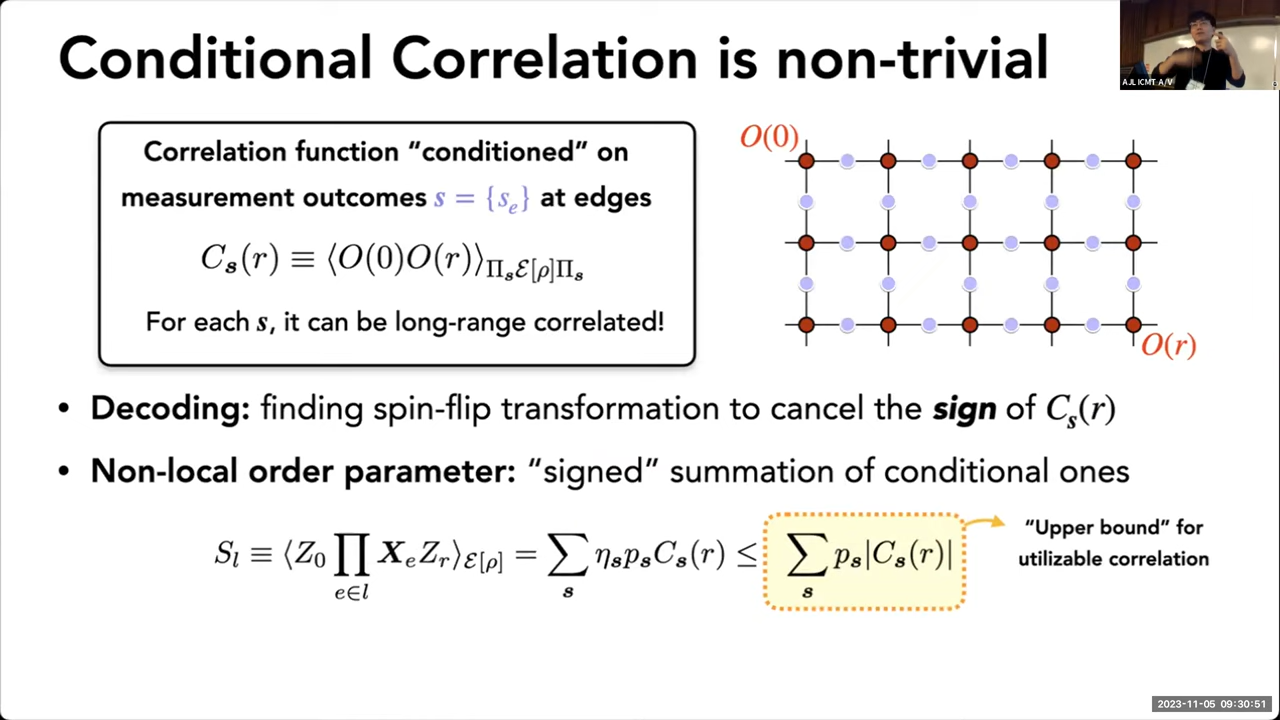 Conditional Correlation is non-trivial
AJLICMT A/V
Correlation function “conditioned” on
measurement outcomes s = {s_e} at edges
C_s(r) ≡ ⟨O(0)O(r)⟩_{Π_s ℰ[ρ] Π_s}
For each s, it can be long-range correlated!
O(0)
O(r)
• Decoding: finding spin-flip transformation to cancel the sign of C_s(r)
• Non-local order parameter: “signed” summation of conditional ones
S_l ≡ ⟨Z_0 ∏_{e∈l} X_e Z_r⟩_{ℰ[ρ]} = ∑_s η_s p_s C_s(r) ≤ ∑_s p_s|C_s(r)|
“Upper bound” for
utilizable correlation
2023-11-05 09:30:51